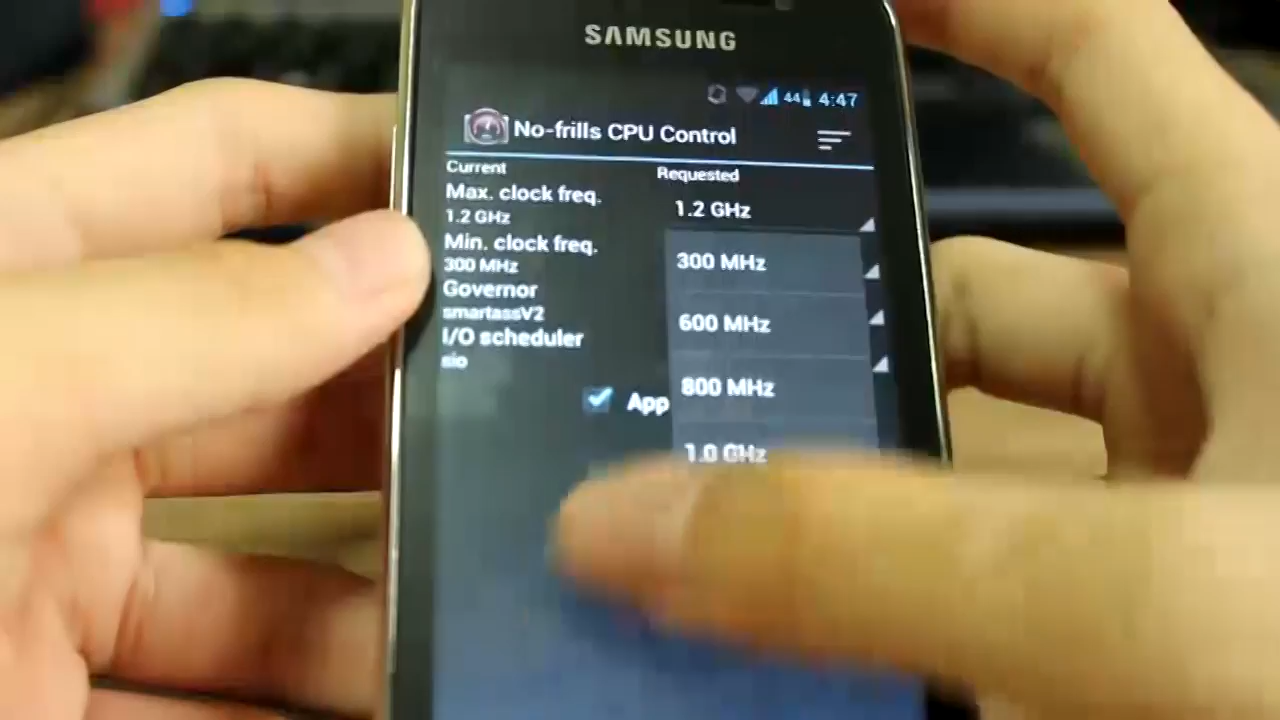 SAMSUNG
44 4:47
No-frills CPU Control
Current Requested
Max. clock freq. 1.2 GHz
1.2 GHz
Min. clock freq. 300 MHz
300 MHz
Governor 600 MHz
smartassV2
I/O scheduler 800 MHz
sio
App
1.0 GHz